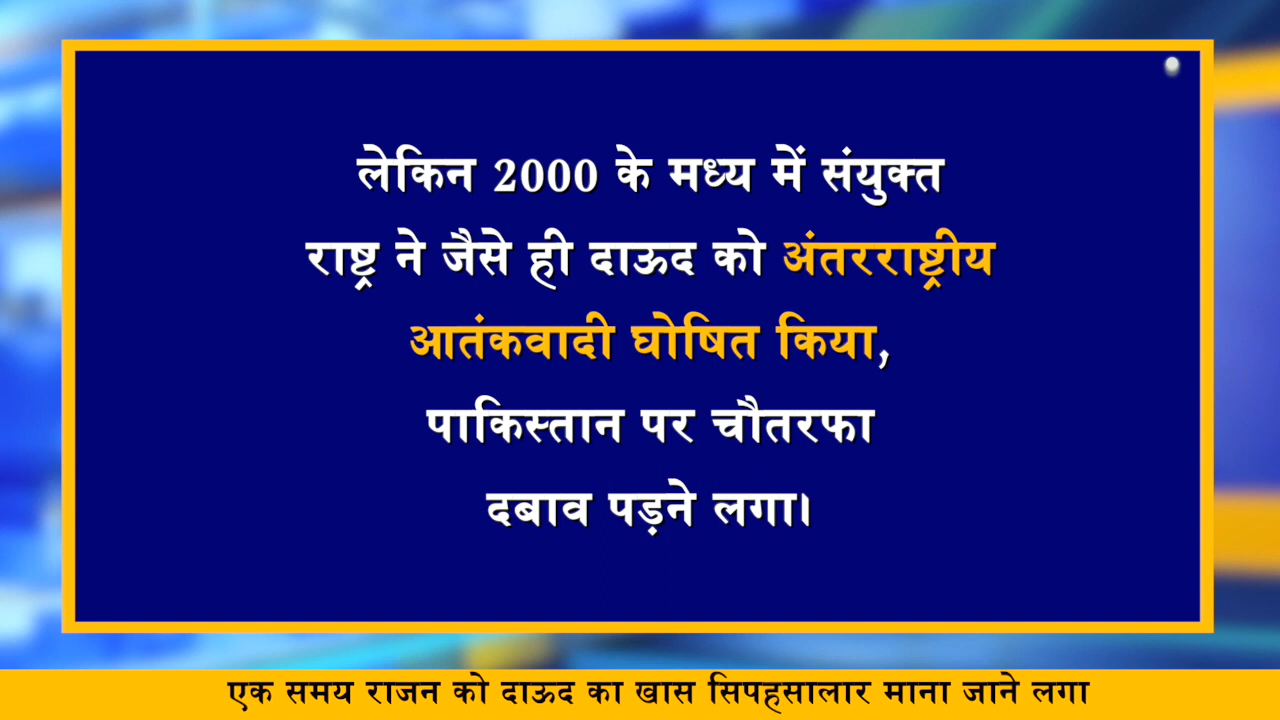 लेकिन 2000 के मध्य में संयुक्त
राष्ट्र ने जैसे ही दाऊद को अंतरराष्ट्रीय
आतंकवादी घोषित किया,
पाकिस्तान पर चौतरफा
दबाव पड़ने लगा।
एक समय राजन को दाऊद का खास सिपहसालार माना जाने लगा